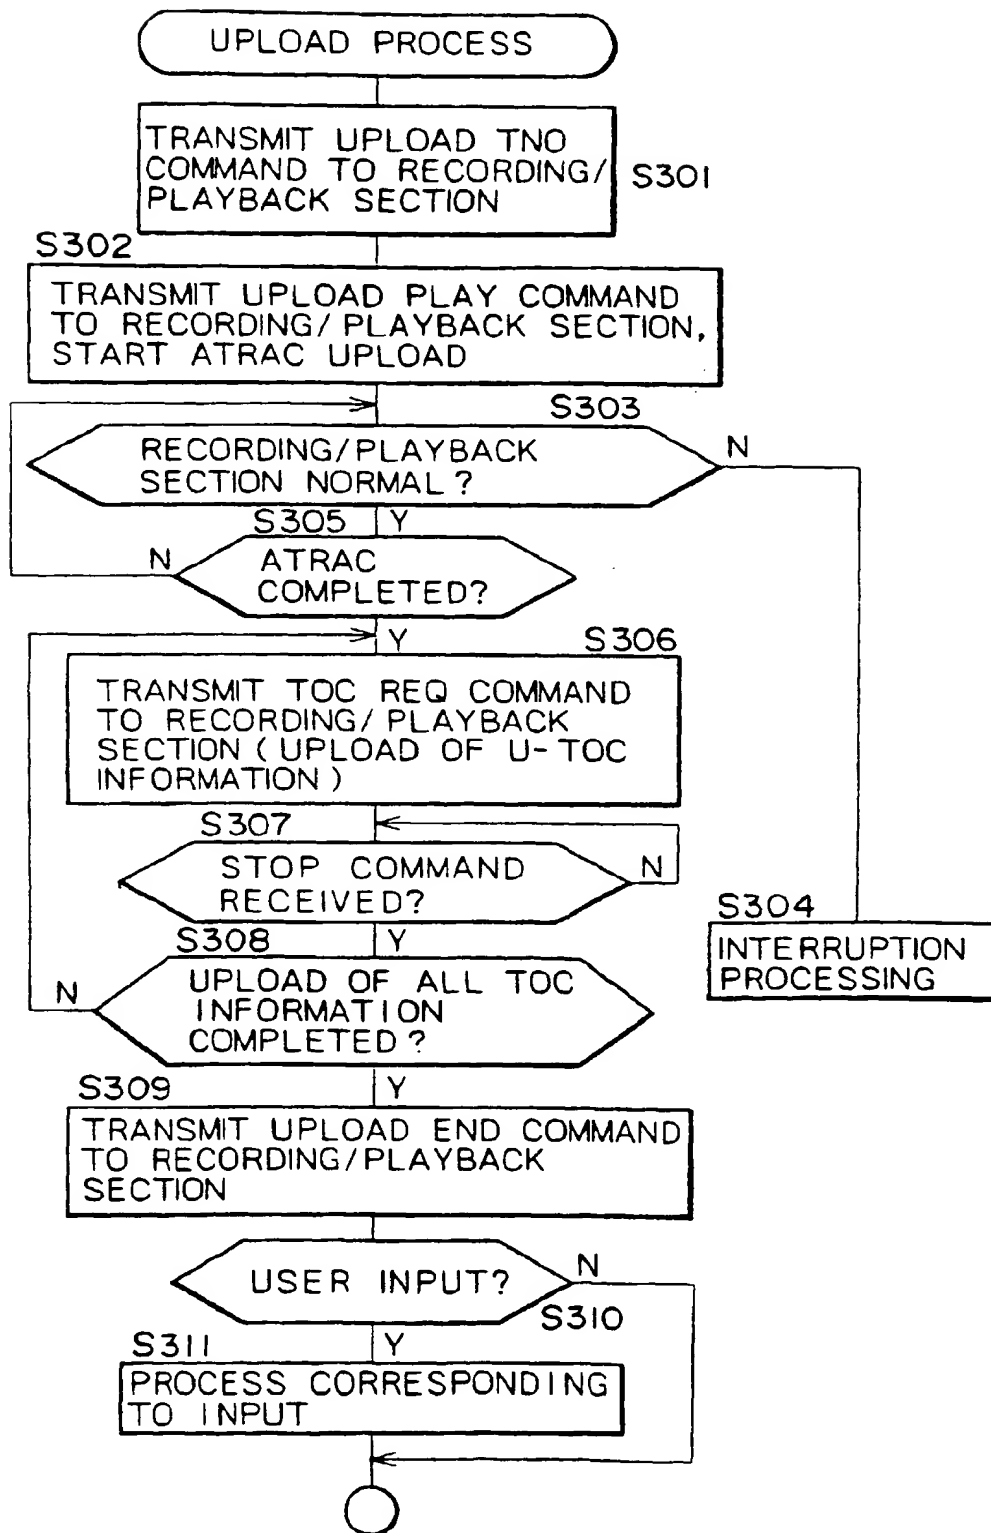 UPLOAD PROCESS
TRANSMIT UPLOAD TNO
COMMAND TO RECORDING/
PLAYBACK SECTION
S301
S302
TRANSMIT UPLOAD PLAY COMMAND
TO RECORDING/PLAYBACK SECTION,
START ATRAC UPLOAD
S303
RECORDING/PLAYBACK
SECTION NORMAL?
N
S305
Y
N
ATRAC
COMPLETED?
Y
S306
TRANSMIT TOC REQ COMMAND
TO RECORDING/PLAYBACK
SECTION (UPLOAD OF U-TOC
INFORMATION)
S307
STOP COMMAND
RECEIVED?
N
S304
INTERRUPTION
PROCESSING
S308
Y
N
UPLOAD OF ALL TOC
INFORMATION
COMPLETED?
S309
Y
TRANSMIT UPLOAD END COMMAND
TO RECORDING/PLAYBACK
SECTION
USER INPUT?
N
S310
S311
Y
PROCESS CORRESPONDING
TO INPUT